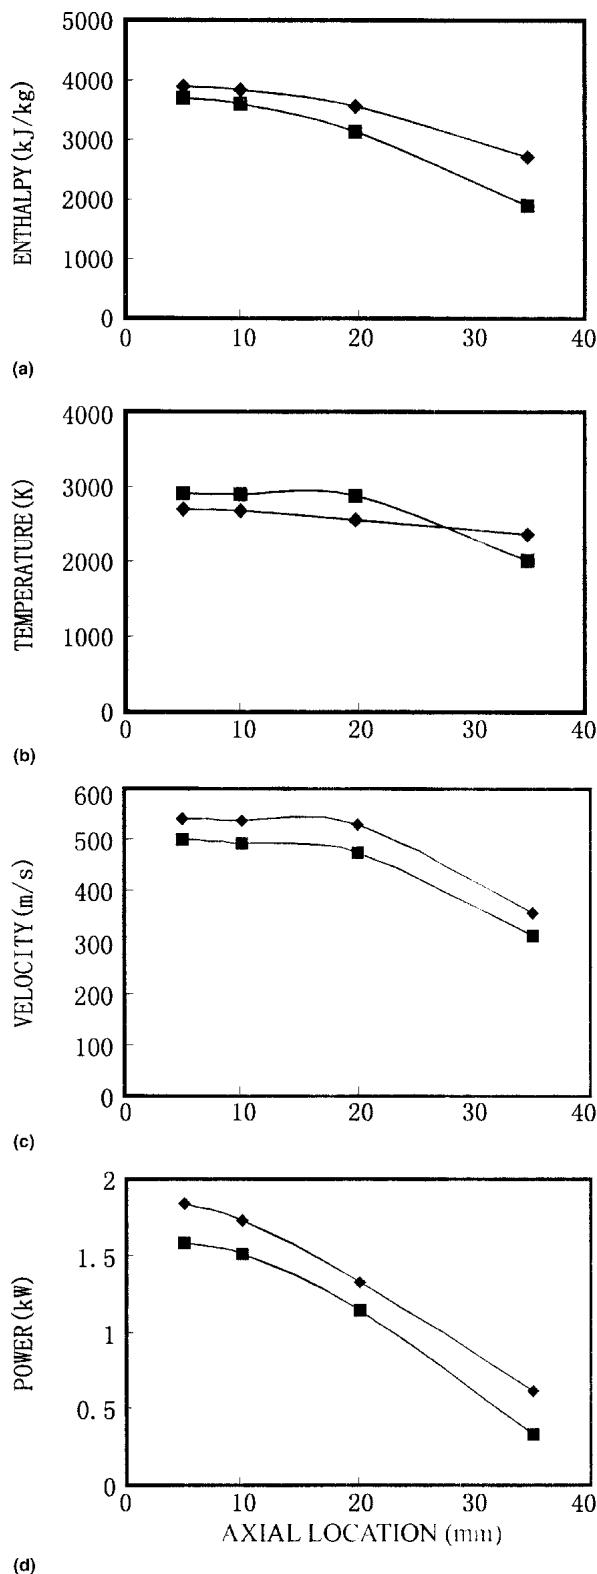 5000
4000
3000
2000
1000
0
ENTHALPY (kJ/kg)
0 10 20 30 40
(a)
4000
3000
2000
1000
0
TEMPERATURE (K)
0 10 20 30 40
(b)
600
500
400
300
200
100
0
VELOCITY (m/s)
0 10 20 30 40
(c)
2
1.5
1
0.5
0
POWER (kW)
0 10 20 30 40
AXIAL LOCATION (mm)
(d)